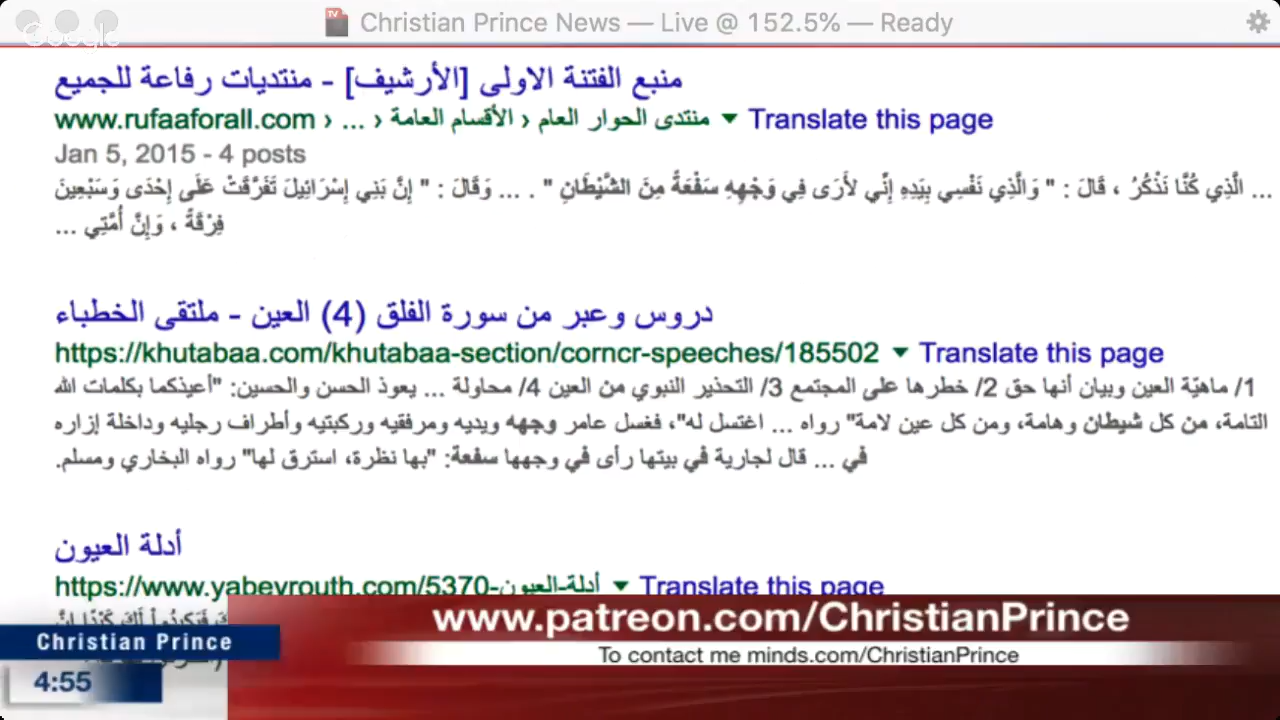 Christian Prince News — Live @ 152.5% — Ready
Google
منبع الفتنة الاولى [الأرشيف] - منتديات رفاعة للجميع
www.rufaaforall.com › ... › منتدى الحوار العام › الأقسام العامة Translate this page
Jan 5, 2015 - 4 posts
... الَّذِي كُنَّا نَذْكُرُ ، قَالَ : " وَالَّذِي نَفْسِي بِيَدِهِ إِنِّي لأَرَى فِي وَجْهِهِ سَفْعَةً مِنَ الشَّيْطَانِ " . ... وَقَالَ : " إِنَّ بَنِي إِسْرَائِيلَ تَفَرَّقَتْ عَلَى إِحْدَى وَسَبْعِينَ
فِرْقَةً ، وَإِنَّ أُمَّتِي ...
دروس وعبر من سورة الفلق (4) العين - ملتقى الخطباء
https://khutabaa.com/khutabaa-section/corncr-speeches/185502 Translate this page
1/ ماهيّة العين وبيان أنها حق 2/ خطرها على المجتمع 3/ التحذير النبوي من العين 4/ محاولة ... يعوذ الحسن والحسين: "أعيذكما بكلمات الله
التامة، من كل شيطان وهامة، ومن كل عين لامة" رواه ... اغتسل له"، فغسل عامر وجهه ويديه ومرفقيه وركبتيه وأطراف رجليه وداخلة إزاره
في ... قال لجارية في بيتها رأى في وجهها سفعة: "بها نظرة، استرق لها" رواه البخاري ومسلم.
أدلة العيون
https://www.yabeyrouth.com/5370-أدلة-العيون Translate this page
www.patreon.com/ChristianPrince
Christian Prince
To contact me minds.com/ChristianPrince
4:55